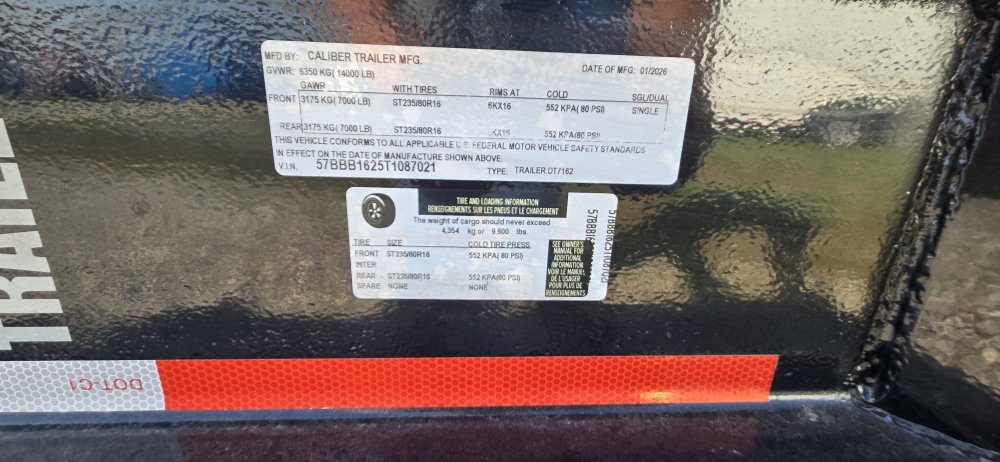 MFD BY: CALIBER TRAILER MFG. DATE OF MFG: 01/2026
GVWR: 6350 KG( 14000 LB)
GAWR WITH TIRES RIMS AT COLD SGL/DUAL
FRONT 3175 KG( 7000 LB) ST235/80R16 6KX16 552 KPA( 80 PSI) SINGLE
REAR 3175 KG( 7000 LB) ST235/80R16 KX16 552 KPA( 80 PSI)
THIS VEHICLE CONFORMS TO ALL APPLICABLE U.S. FEDERAL MOTOR VEHICLE SAFETY STANDARDS
IN EFFECT ON THE DATE OF MANUFACTURE SHOWN ABOVE.
V.I.N. 57BBB1625T1087021 TYPE: TRAILER DT7162
TIRE AND LOADING INFORMATION
RENSEIGNEMENTS SUR LES PNEUS ET LE CHARGEMENT
The weight of cargo should never exceed
4,354 kg or 9,600 lbs.
TIRE SIZE COLD TIRE PRESS.
FRONT ST235/80R16 552 KPA( 80 PSI)
INTER
REAR ST235/80R16 552 KPA( 80 PSI)
SPARE NONE NONE
SEE OWNER'S
MANUAL FOR
ADDITIONAL
INFORMATION
VOIR LE MANUEL
DE L'USAGER
POUR PLUS DE
RENSEIGNEMENTS
57BBB1625T1087021
TRAILE
DOT-C1